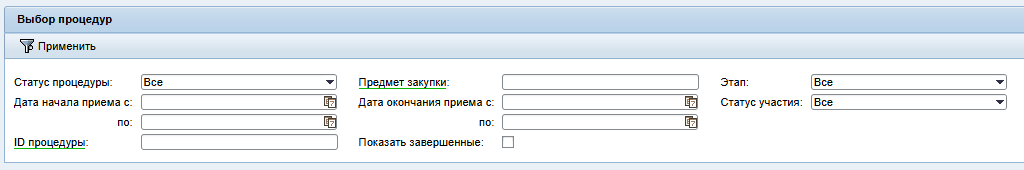 Выбор процедур
Применить
Статус процедуры: Все Предмет закупки: Этап: Все
Дата начала приема с: Дата окончания приема с: Статус участия: Все
по: по:
ID процедуры: Показать завершенные: